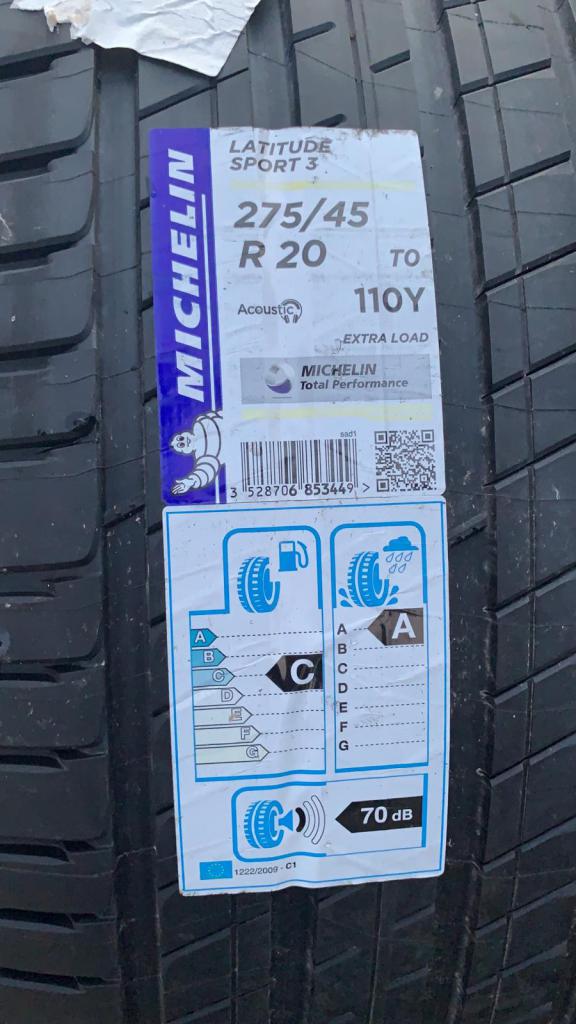 MICHELIN
LATITUDE
SPORT 3
275/45
R 20 TO
Acoustic 110Y
EXTRA LOAD
MICHELIN
Total Performance
sad1
3 528706 853449 >
A
B
C
D
E
F
G
C
A
B
C
D
E
F
G
A
70 dB
1222/2009 - C1